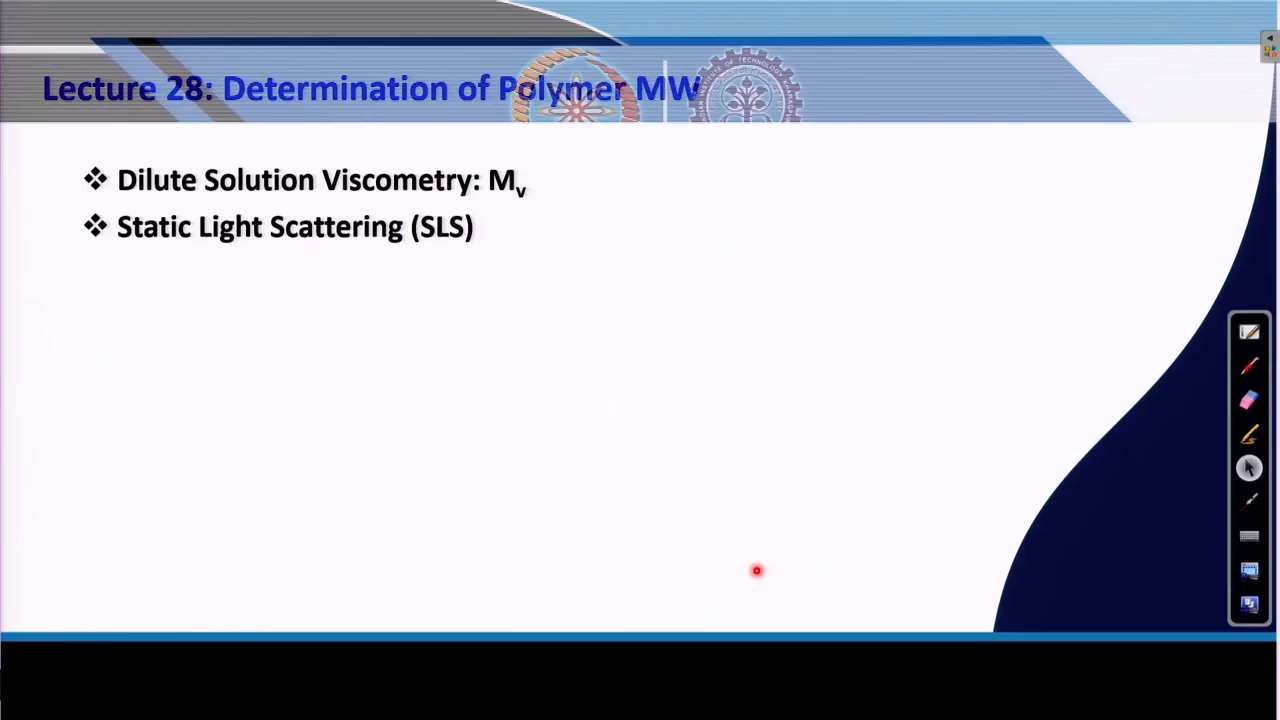 Lecture 28: Determination of Polymer MW
❖ Dilute Solution Viscometry: Mᵥ
❖ Static Light Scattering (SLS)